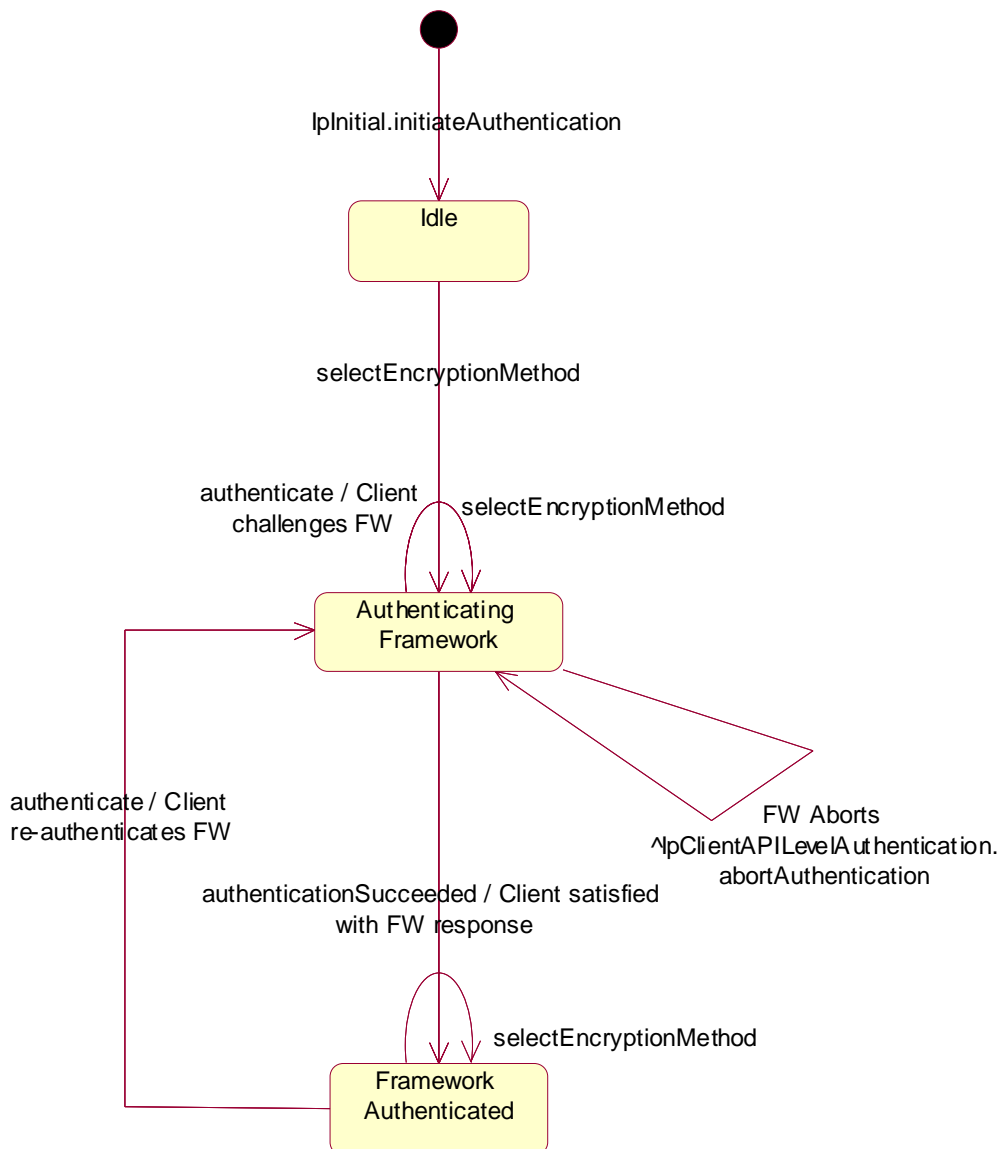 IpInitial.initiateAuthentication
Idle
selectEncryptionMethod
authenticate / Client
challenges FW
selectEncryptionMethod
Authenticating
Framework
authenticate / Client
re-authenticates FW
FW Aborts
^IpClientAPILevelAuthentication.
abortAuthentication
authenticationSucceeded / Client satisfied
with FW response
selectEncryptionMethod
Framework
Authenticated